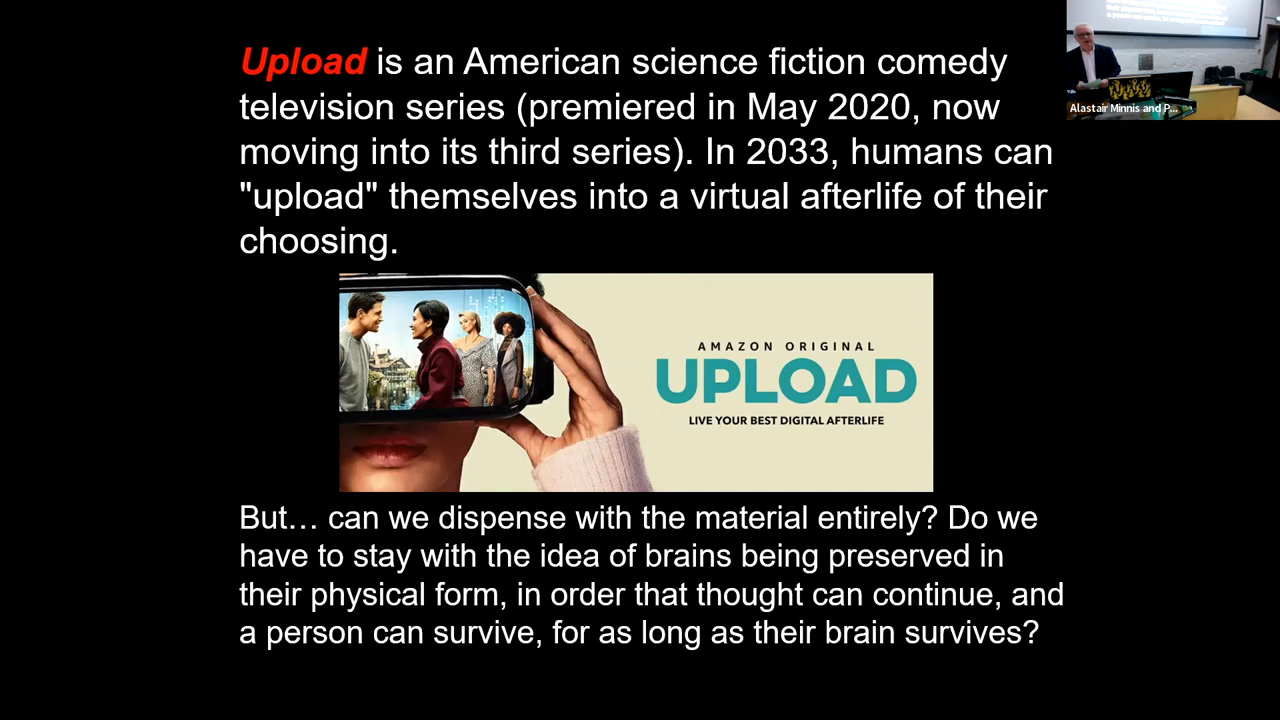 Upload is an American science fiction comedy
television series (premiered in May 2020, now
moving into its third series). In 2033, humans can
"upload" themselves into a virtual afterlife of their
choosing.
AMAZON ORIGINAL
UPLOAD
LIVE YOUR BEST DIGITAL AFTERLIFE
But… can we dispense with the material entirely? Do we
have to stay with the idea of brains being preserved in
their physical form, in order that thought can continue, and
a person can survive, for as long as their brain survives?
Alastair Minnis and P...